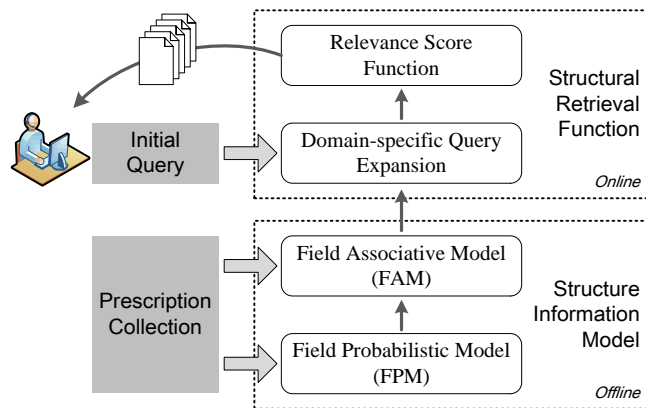 Relevance Score
Function
Structural
Retrieval
Function
Initial
Query
Domain-specific Query
Expansion
Online
Prescription
Collection
Field Associative Model
(FAM)
Structure
Information
Model
Field Probabilistic Model
(FPM)
Offline